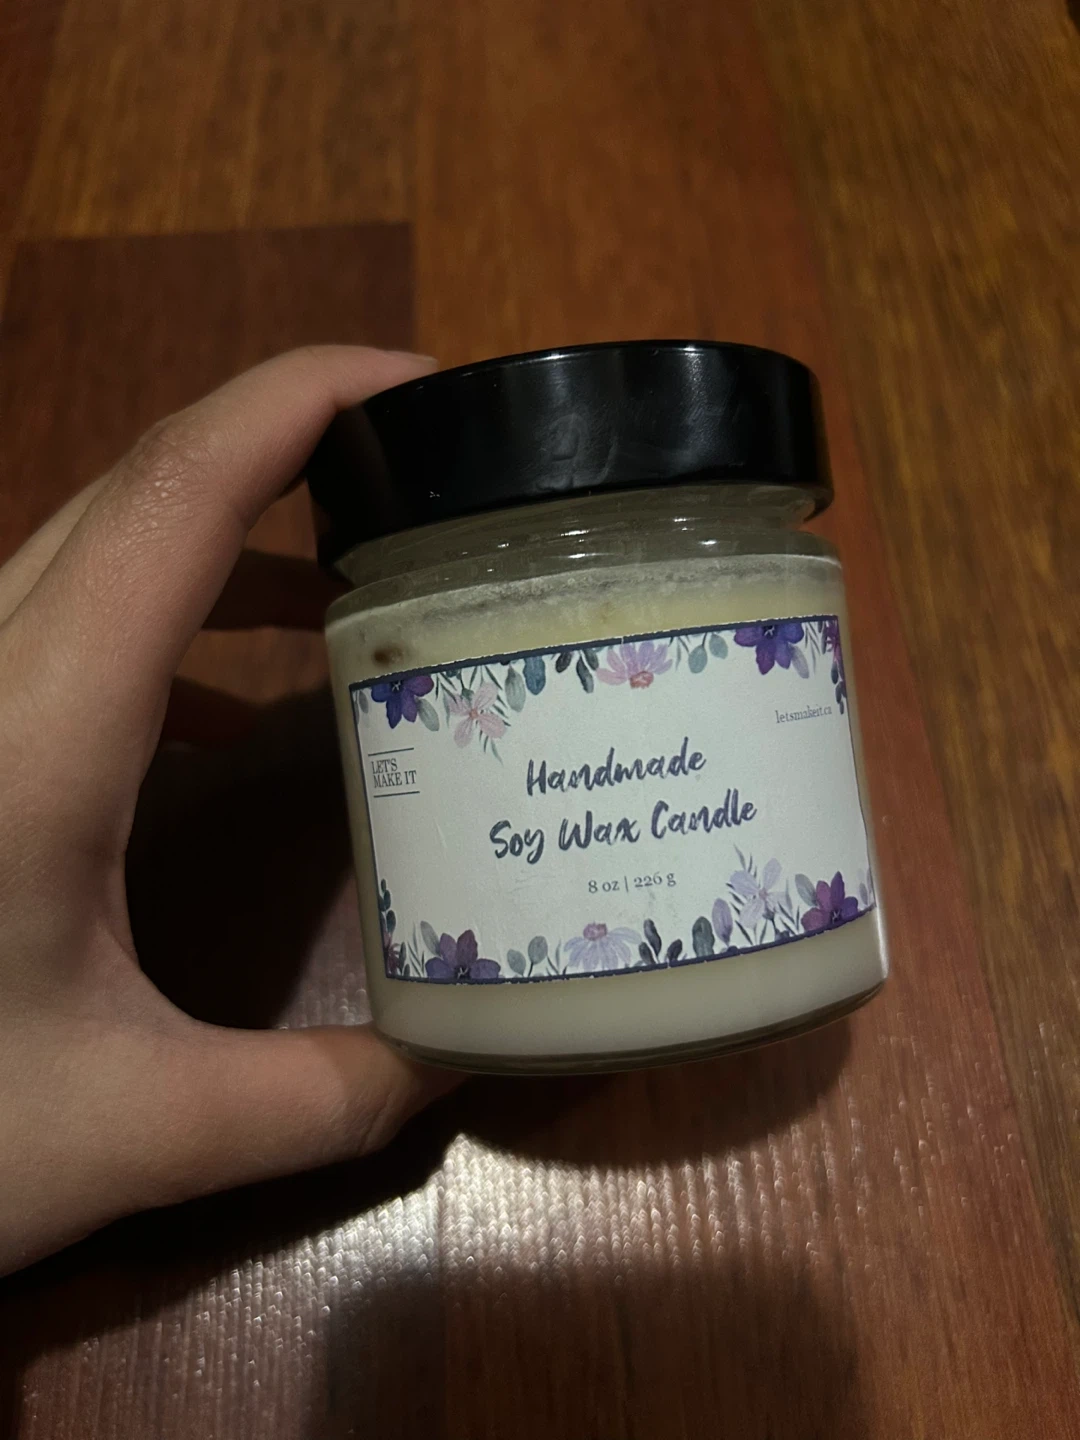 letsmakeit.ca
LET'S
MAKE IT
Handmade
Soy Wax Candle
8 oz | 226 g